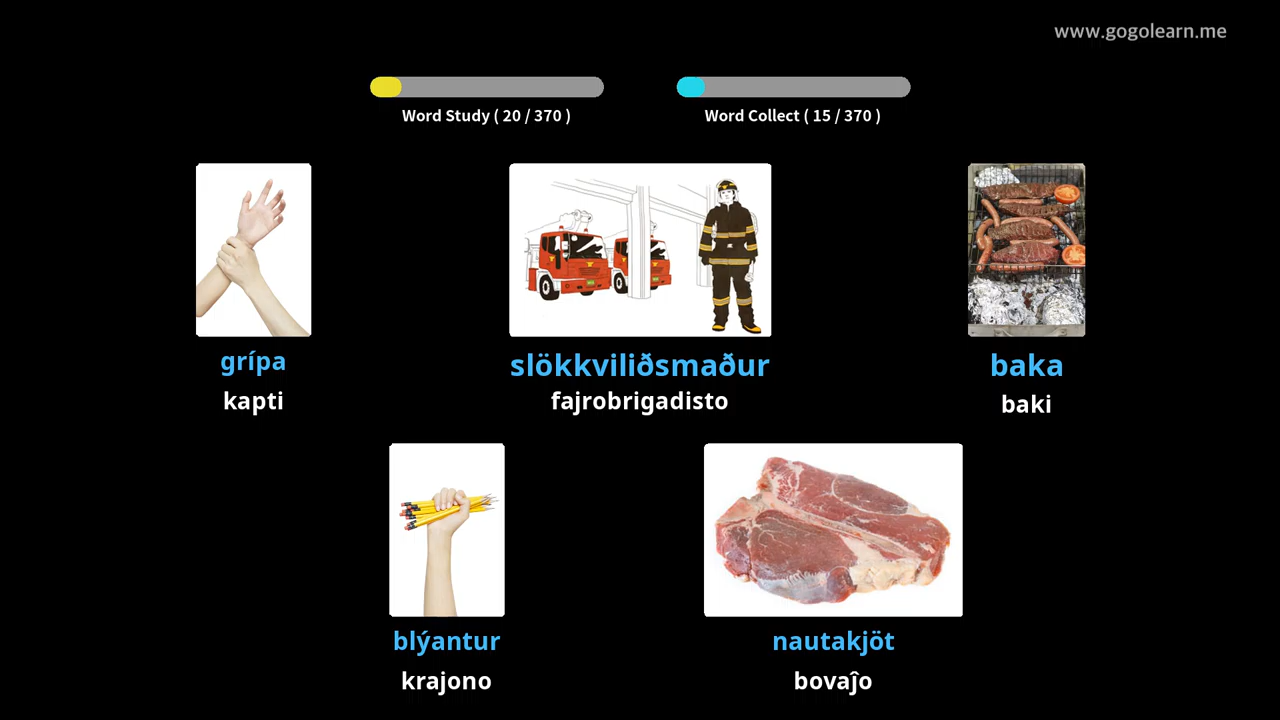 www.gogolearn.me
Word Study ( 20 / 370 )
Word Collect ( 15 / 370 )
grípa
kapti
slökkviliðsmaður
fajrobrigadisto
baka
baki
blýantur
krajono
nautakjöt
bovaĵo